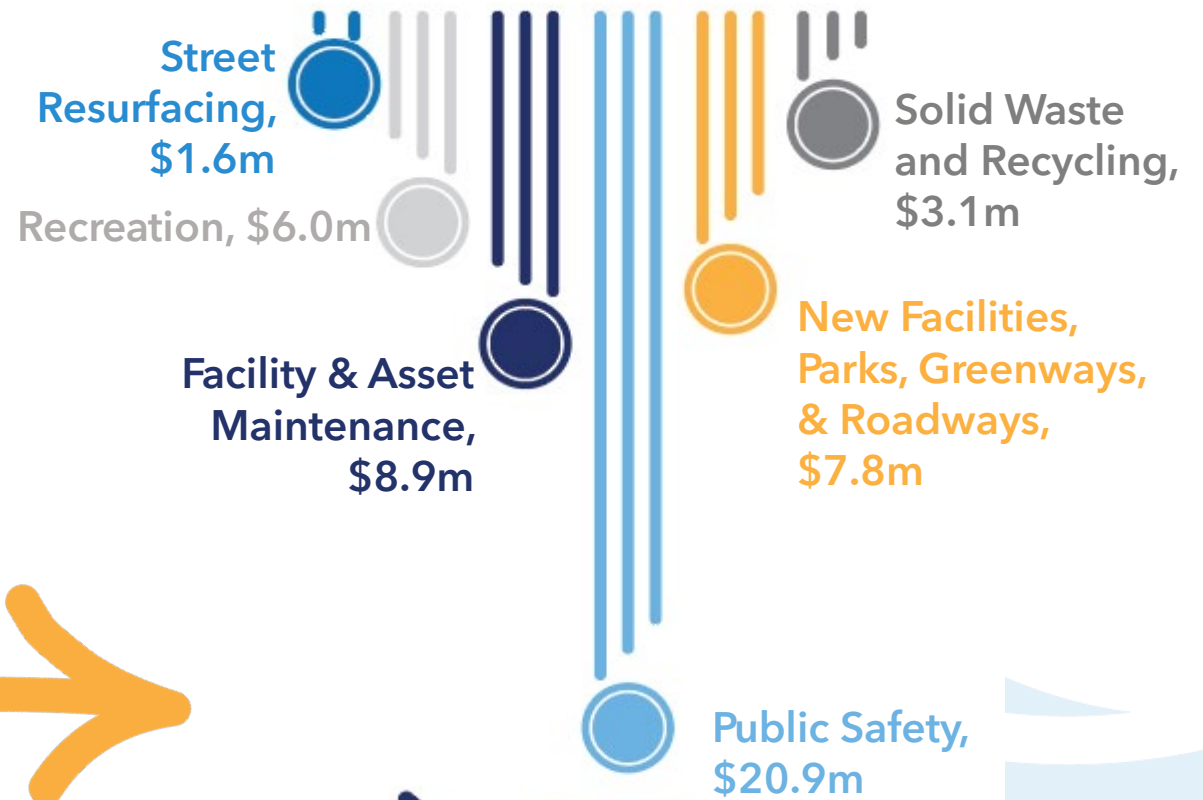 Street
Resurfacing,
$1.6m
Recreation, $6.0m
Facility & Asset
Maintenance,
$8.9m
Solid Waste
and Recycling,
$3.1m
New Facilities,
Parks, Greenways,
& Roadways,
$7.8m
Public Safety,
$20.9m